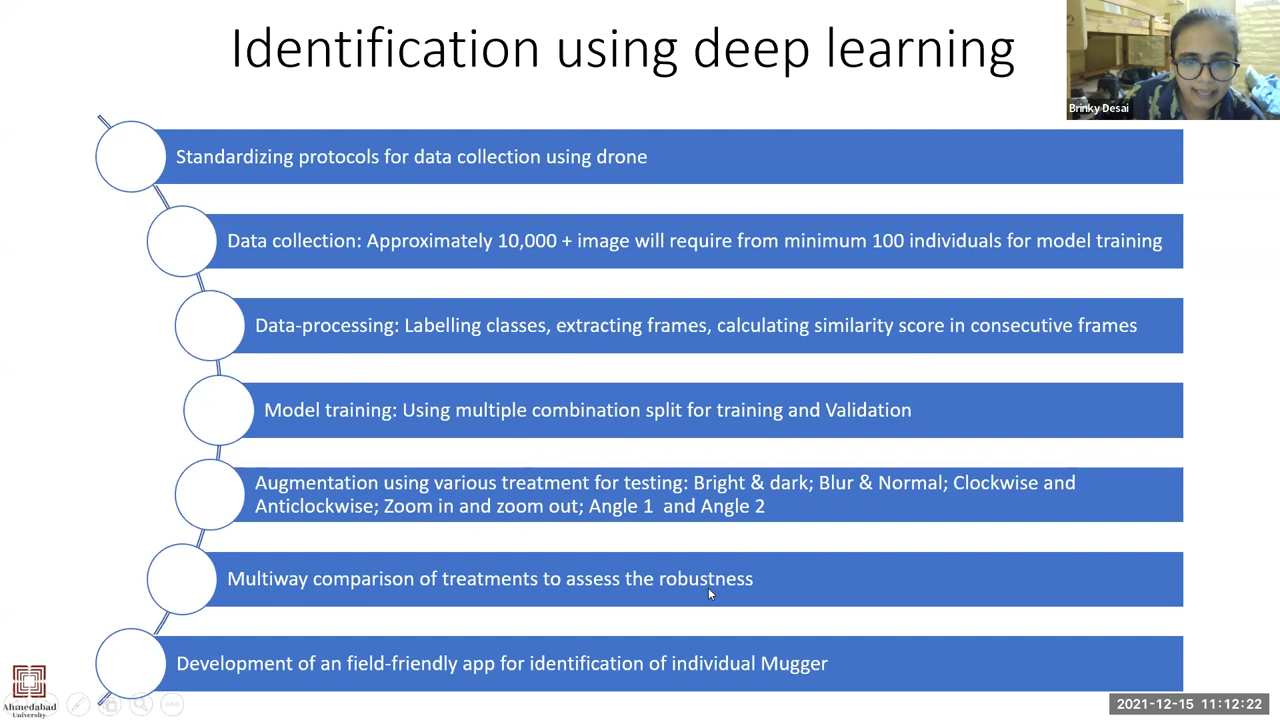 Identification using deep learning
Brinky Desai
Standardizing protocols for data collection using drone
Data collection: Approximately 10,000 + image will require from minimum 100 individuals for model training
Data-processing: Labelling classes, extracting frames, calculating similarity score in consecutive frames
Model training: Using multiple combination split for training and Validation
Augmentation using various treatment for testing: Bright & dark; Blur & Normal; Clockwise and
Anticlockwise; Zoom in and zoom out; Angle 1 and Angle 2
Multiway comparison of treatments to assess the robustness
Development of an field-friendly app for identification of individual Mugger
Ahmedabad
University
2021-12-15 11:12:22